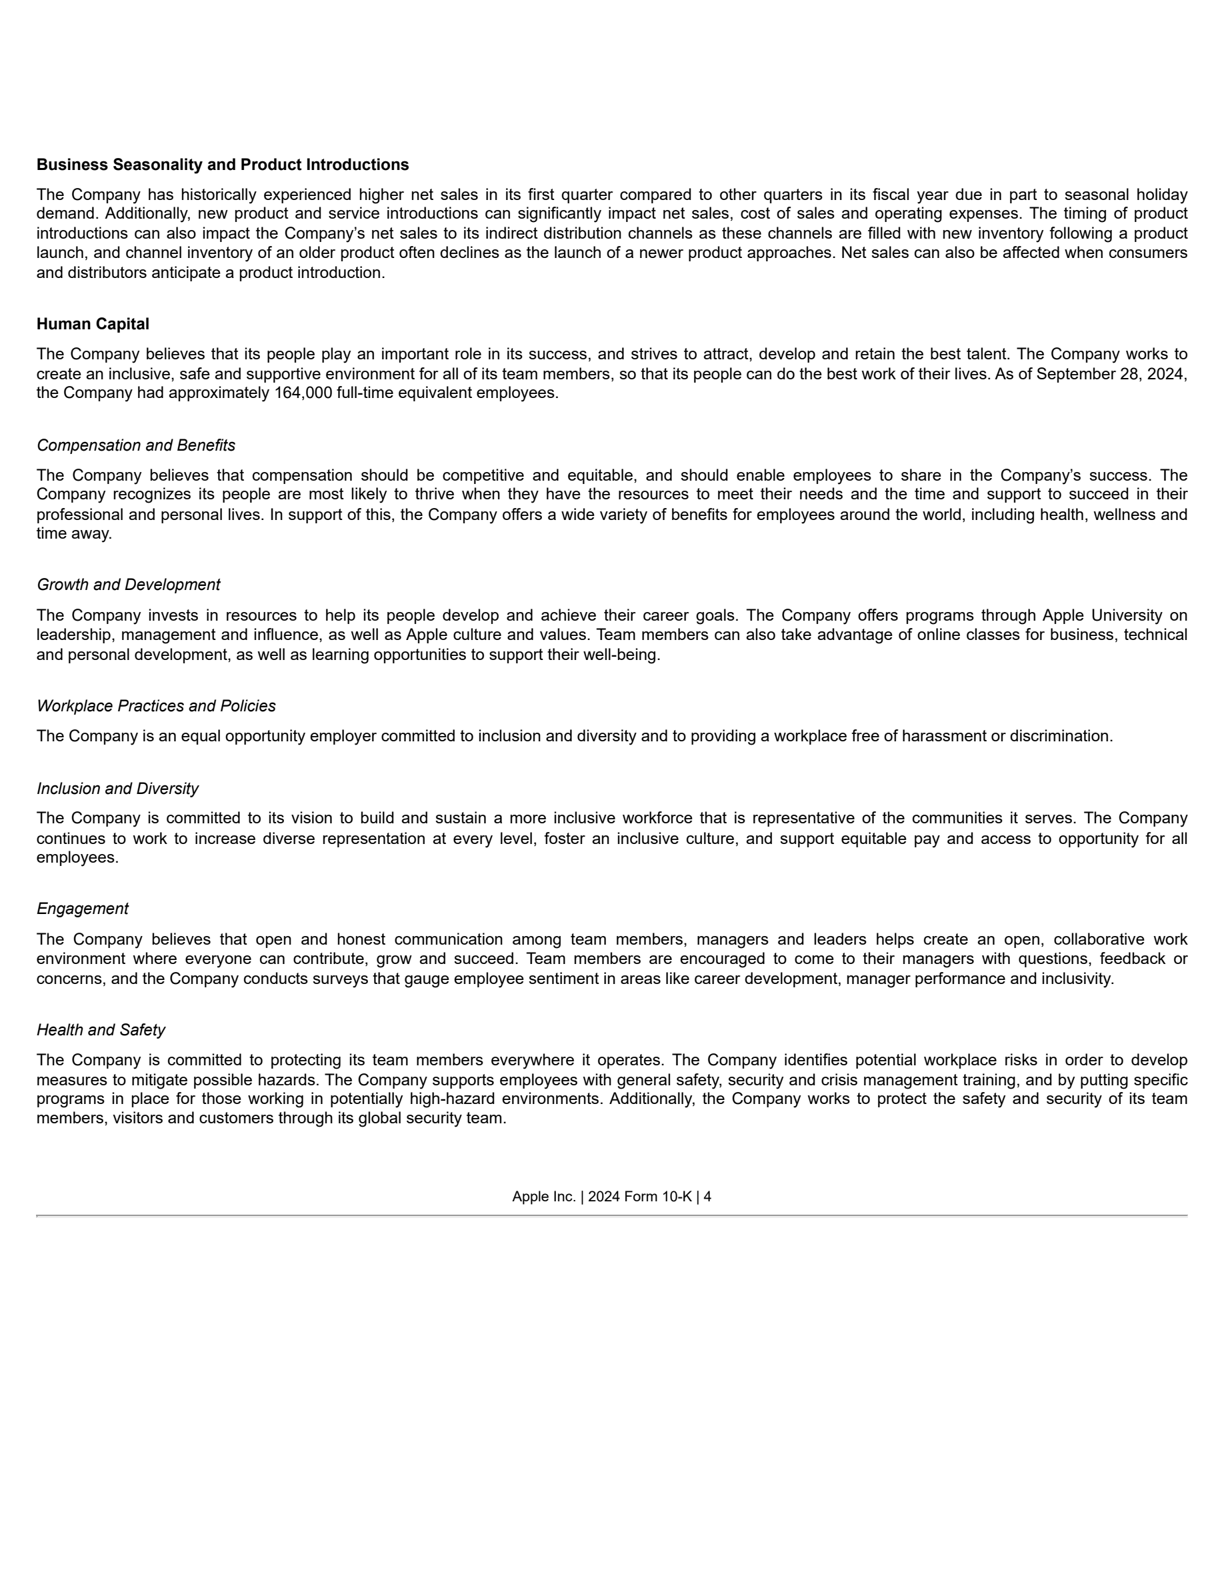 Business Seasonality and Product Introductions
The Company has historically experienced higher net sales in its first quarter compared to other quarters in its fiscal year due in part to seasonal holiday
demand. Additionally, new product and service introductions can significantly impact net sales, cost of sales and operating expenses. The timing of product
introductions can also impact the Company’s net sales to its indirect distribution channels as these channels are filled with new inventory following a product
launch, and channel inventory of an older product often declines as the launch of a newer product approaches. Net sales can also be affected when consumers
and distributors anticipate a product introduction.
Human Capital
The Company believes that its people play an important role in its success, and strives to attract, develop and retain the best talent. The Company works to
create an inclusive, safe and supportive environment for all of its team members, so that its people can do the best work of their lives. As of September 28, 2024,
the Company had approximately 164,000 full-time equivalent employees.
Compensation and Benefits
The Company believes that compensation should be competitive and equitable, and should enable employees to share in the Company’s success. The
Company recognizes its people are most likely to thrive when they have the resources to meet their needs and the time and support to succeed in their
professional and personal lives. In support of this, the Company offers a wide variety of benefits for employees around the world, including health, wellness and
time away.
Growth and Development
The Company invests in resources to help its people develop and achieve their career goals. The Company offers programs through Apple University on
leadership, management and influence, as well as Apple culture and values. Team members can also take advantage of online classes for business, technical
and personal development, as well as learning opportunities to support their well-being.
Workplace Practices and Policies
The Company is an equal opportunity employer committed to inclusion and diversity and to providing a workplace free of harassment or discrimination.
Inclusion and Diversity
The Company is committed to its vision to build and sustain a more inclusive workforce that is representative of the communities it serves. The Company
continues to work to increase diverse representation at every level, foster an inclusive culture, and support equitable pay and access to opportunity for all
employees.
Engagement
The Company believes that open and honest communication among team members, managers and leaders helps create an open, collaborative work
environment where everyone can contribute, grow and succeed. Team members are encouraged to come to their managers with questions, feedback or
concerns, and the Company conducts surveys that gauge employee sentiment in areas like career development, manager performance and inclusivity.
Health and Safety
The Company is committed to protecting its team members everywhere it operates. The Company identifies potential workplace risks in order to develop
measures to mitigate possible hazards. The Company supports employees with general safety, security and crisis management training, and by putting specific
programs in place for those working in potentially high-hazard environments. Additionally, the Company works to protect the safety and security of its team
members, visitors and customers through its global security team.
Apple Inc. | 2024 Form 10-K | 4